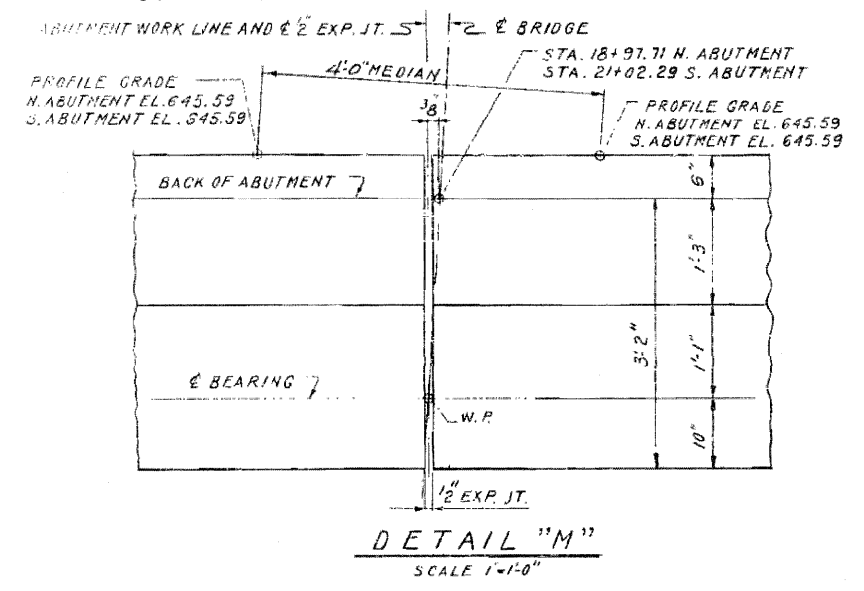 ABUTMENT WORK LINE AND ℄ ½" EXP. JT.
℄ BRIDGE
STA. 18+97.71 N. ABUTMENT
STA. 21+02.29 S. ABUTMENT
4'-0" MEDIAN
PROFILE GRADE
N. ABUTMENT EL. 645.59
S. ABUTMENT EL. 645.59
3/8"
PROFILE GRADE
N. ABUTMENT EL. 645.59
S. ABUTMENT EL. 645.59
6"
BACK OF ABUTMENT
1'-3"
3'-2"
1'-1"
℄ BEARING
W.P.
10"
½" EXP. JT.
DETAIL "M"
SCALE 1"=1'-0"